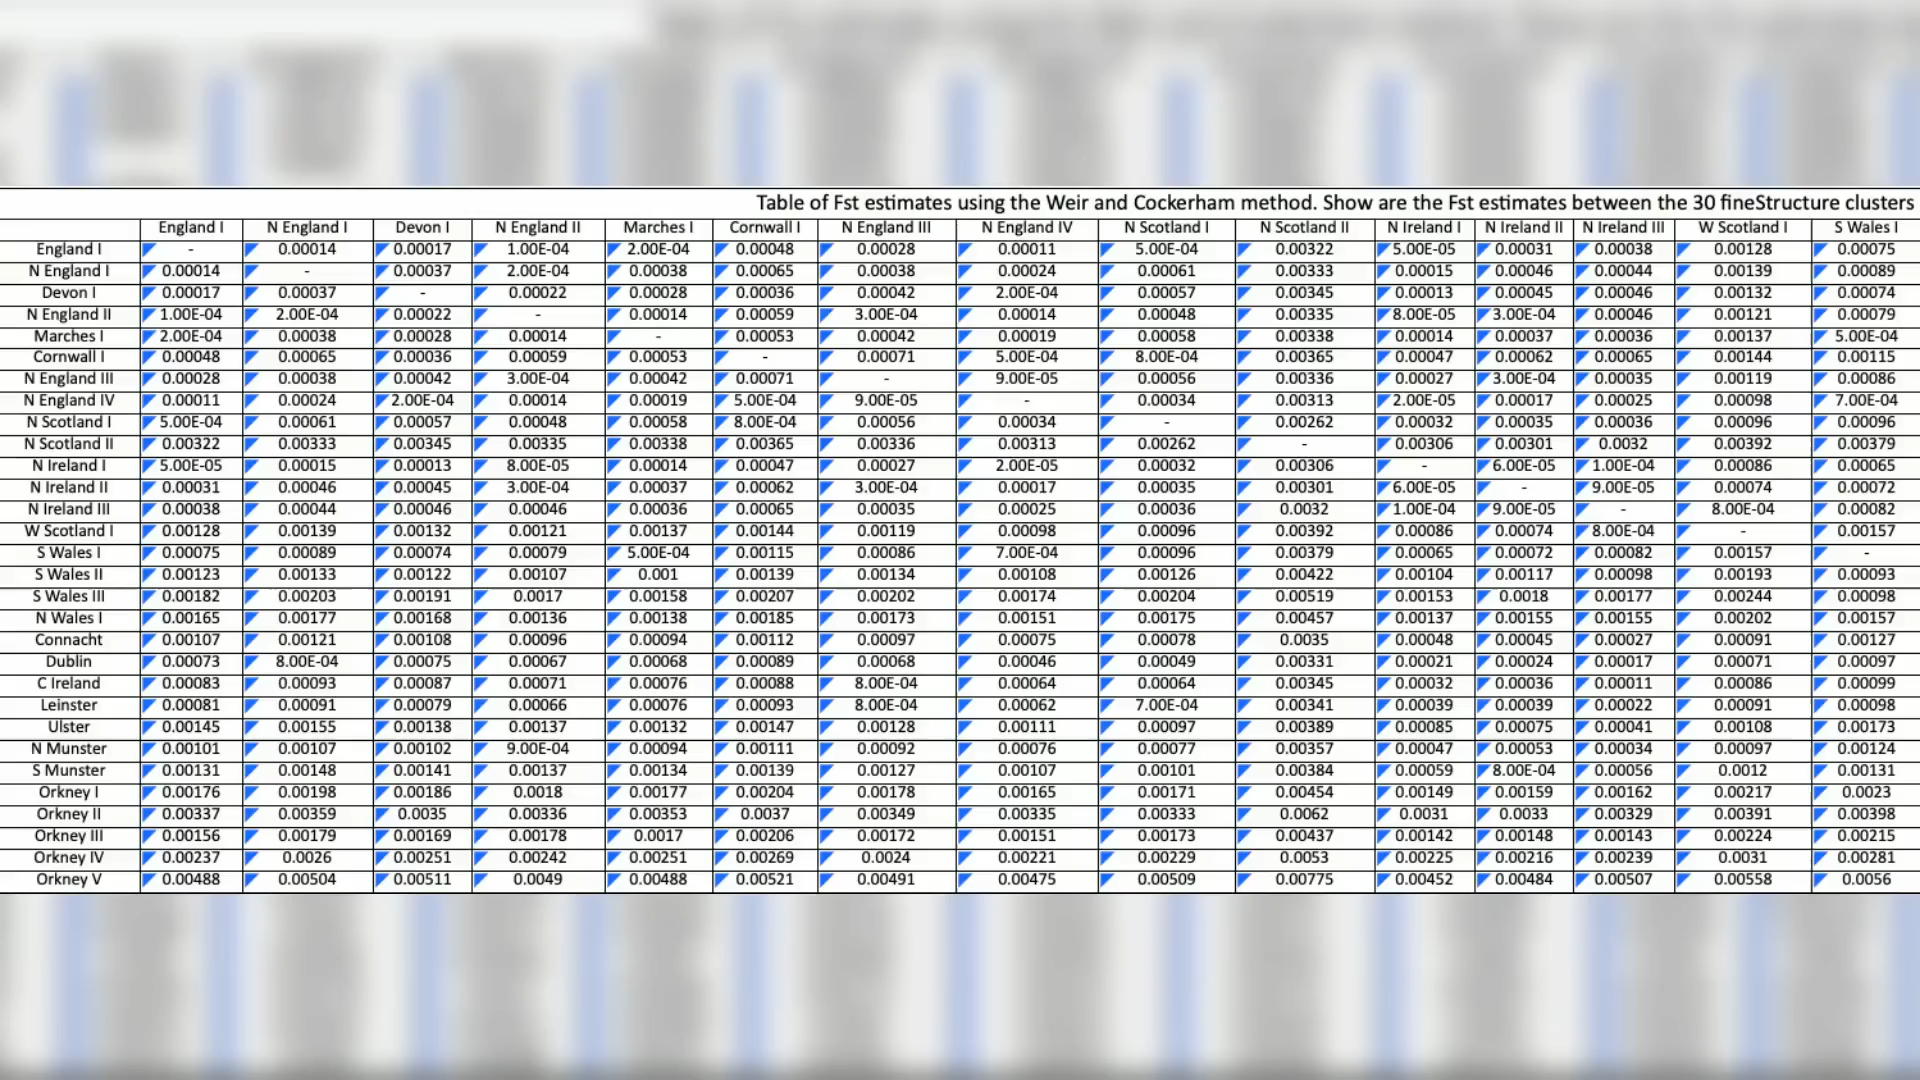 Table of Fst estimates using the Weir and Cockerham method. Show are the Fst estimates between the 30 fineStructure clusters
England I N England I Devon I N England II Marches I Cornwall I N England III N England IV N Scotland I N Scotland II N Ireland I N Ireland II N Ireland III W Scotland I S Wales I
England I - 0.00014 0.00017 1.00E-04 2.00E-04 0.00048 0.00028 0.00011 5.00E-04 0.00322 5.00E-05 0.00031 0.00038 0.00128 0.00075
N England I 0.00014 - 0.00037 2.00E-04 0.00038 0.00065 0.00038 0.00024 0.00061 0.00333 0.00015 0.00046 0.00044 0.00139 0.00089
Devon I 0.00017 0.00037 - 0.00022 0.00028 0.00036 0.00042 2.00E-04 0.00057 0.00345 0.00013 0.00045 0.00046 0.00132 0.00074
N England II 1.00E-04 2.00E-04 0.00022 - 0.00014 0.00059 3.00E-04 0.00014 0.00048 0.00335 8.00E-05 3.00E-04 0.00046 0.00121 0.00079
Marches I 2.00E-04 0.00038 0.00028 0.00014 - 0.00053 0.00042 0.00019 0.00058 0.00338 0.00014 0.00037 0.00036 0.00137 5.00E-04
Cornwall I 0.00048 0.00065 0.00036 0.00059 0.00053 - 0.00071 5.00E-04 8.00E-04 0.00365 0.00047 0.00062 0.00065 0.00144 0.00115
N England III 0.00028 0.00038 0.00042 3.00E-04 0.00042 0.00071 - 9.00E-05 0.00056 0.00336 0.00027 3.00E-04 0.00035 0.00119 0.00086
N England IV 0.00011 0.00024 2.00E-04 0.00014 0.00019 5.00E-04 9.00E-05 - 0.00034 0.00313 2.00E-05 0.00017 0.00025 0.00098 7.00E-04
N Scotland I 5.00E-04 0.00061 0.00057 0.00048 0.00058 8.00E-04 0.00056 0.00034 - 0.00262 0.00032 0.00035 0.00036 0.00096 0.00096
N Scotland II 0.00322 0.00333 0.00345 0.00335 0.00338 0.00365 0.00336 0.00313 0.00262 - 0.00306 0.00301 0.0032 0.00392 0.00379
N Ireland I 5.00E-05 0.00015 0.00013 8.00E-05 0.00014 0.00047 0.00027 2.00E-05 0.00032 0.00306 - 6.00E-05 1.00E-04 0.00086 0.00065
N Ireland II 0.00031 0.00046 0.00045 3.00E-04 0.00037 0.00062 3.00E-04 0.00017 0.00035 0.00301 6.00E-05 - 9.00E-05 0.00074 0.00072
N Ireland III 0.00038 0.00044 0.00046 0.00046 0.00036 0.00065 0.00035 0.00025 0.00036 0.0032 1.00E-04 9.00E-05 - 8.00E-04 0.00082
W Scotland I 0.00128 0.00139 0.00132 0.00121 0.00137 0.00144 0.00119 0.00098 0.00096 0.00392 0.00086 0.00074 8.00E-04 - 0.00157
S Wales I 0.00075 0.00089 0.00074 0.00079 5.00E-04 0.00115 0.00086 7.00E-04 0.00096 0.00379 0.00065 0.00072 0.00082 0.00157 -
S Wales II 0.00123 0.00133 0.00122 0.00107 0.001 0.00139 0.00134 0.00108 0.00126 0.00422 0.00104 0.00117 0.00098 0.00193 0.00093
S Wales III 0.00182 0.00203 0.00191 0.0017 0.00158 0.00207 0.00202 0.00174 0.00204 0.00519 0.00153 0.0018 0.00177 0.00244 0.00098
N Wales I 0.00165 0.00177 0.00168 0.00136 0.00138 0.00185 0.00173 0.00151 0.00175 0.00457 0.00137 0.00155 0.00155 0.00202 0.00157
Connacht 0.00107 0.00121 0.00108 0.00096 0.00094 0.00112 0.00097 0.00075 0.00078 0.0035 0.00048 0.00045 0.00027 0.00091 0.00127
Dublin 0.00073 8.00E-04 0.00075 0.00067 0.00068 0.00089 0.00068 0.00046 0.00049 0.00331 0.00021 0.00024 0.00017 0.00071 0.00097
C Ireland 0.00083 0.00093 0.00087 0.00071 0.00076 0.00088 8.00E-04 0.00064 0.00064 0.00345 0.00032 0.00036 0.00011 0.00086 0.00099
Leinster 0.00081 0.00091 0.00079 0.00066 0.00076 0.00093 8.00E-04 0.00062 7.00E-04 0.00341 0.00039 0.00039 0.00022 0.00091 0.00098
Ulster 0.00145 0.00155 0.00138 0.00137 0.00132 0.00147 0.00128 0.00111 0.00097 0.00389 0.00085 0.00075 0.00041 0.00108 0.00173
N Munster 0.00101 0.00107 0.00102 9.00E-04 0.00094 0.00111 0.00092 0.00076 0.00077 0.00357 0.00047 0.00053 0.00034 0.00097 0.00124
S Munster 0.00131 0.00148 0.00141 0.00137 0.00134 0.00139 0.00127 0.00107 0.00101 0.00384 0.00059 8.00E-04 0.00056 0.0012 0.00131
Orkney I 0.00176 0.00198 0.00186 0.0018 0.00177 0.00204 0.00178 0.00165 0.00171 0.00454 0.00149 0.00159 0.00162 0.00217 0.0023
Orkney II 0.00337 0.00359 0.0035 0.00336 0.00353 0.0037 0.00349 0.00335 0.00333 0.0062 0.0031 0.0033 0.00329 0.00391 0.00398
Orkney III 0.00156 0.00179 0.00169 0.00178 0.0017 0.00206 0.00172 0.00151 0.00173 0.00437 0.00142 0.00148 0.00143 0.00224 0.00215
Orkney IV 0.00237 0.0026 0.00251 0.00242 0.00251 0.00269 0.0024 0.00221 0.00229 0.0053 0.00225 0.00216 0.00239 0.0031 0.00281
Orkney V 0.00488 0.00504 0.00511 0.0049 0.00488 0.00521 0.00491 0.00475 0.00509 0.00775 0.00452 0.00484 0.00507 0.00558 0.0056